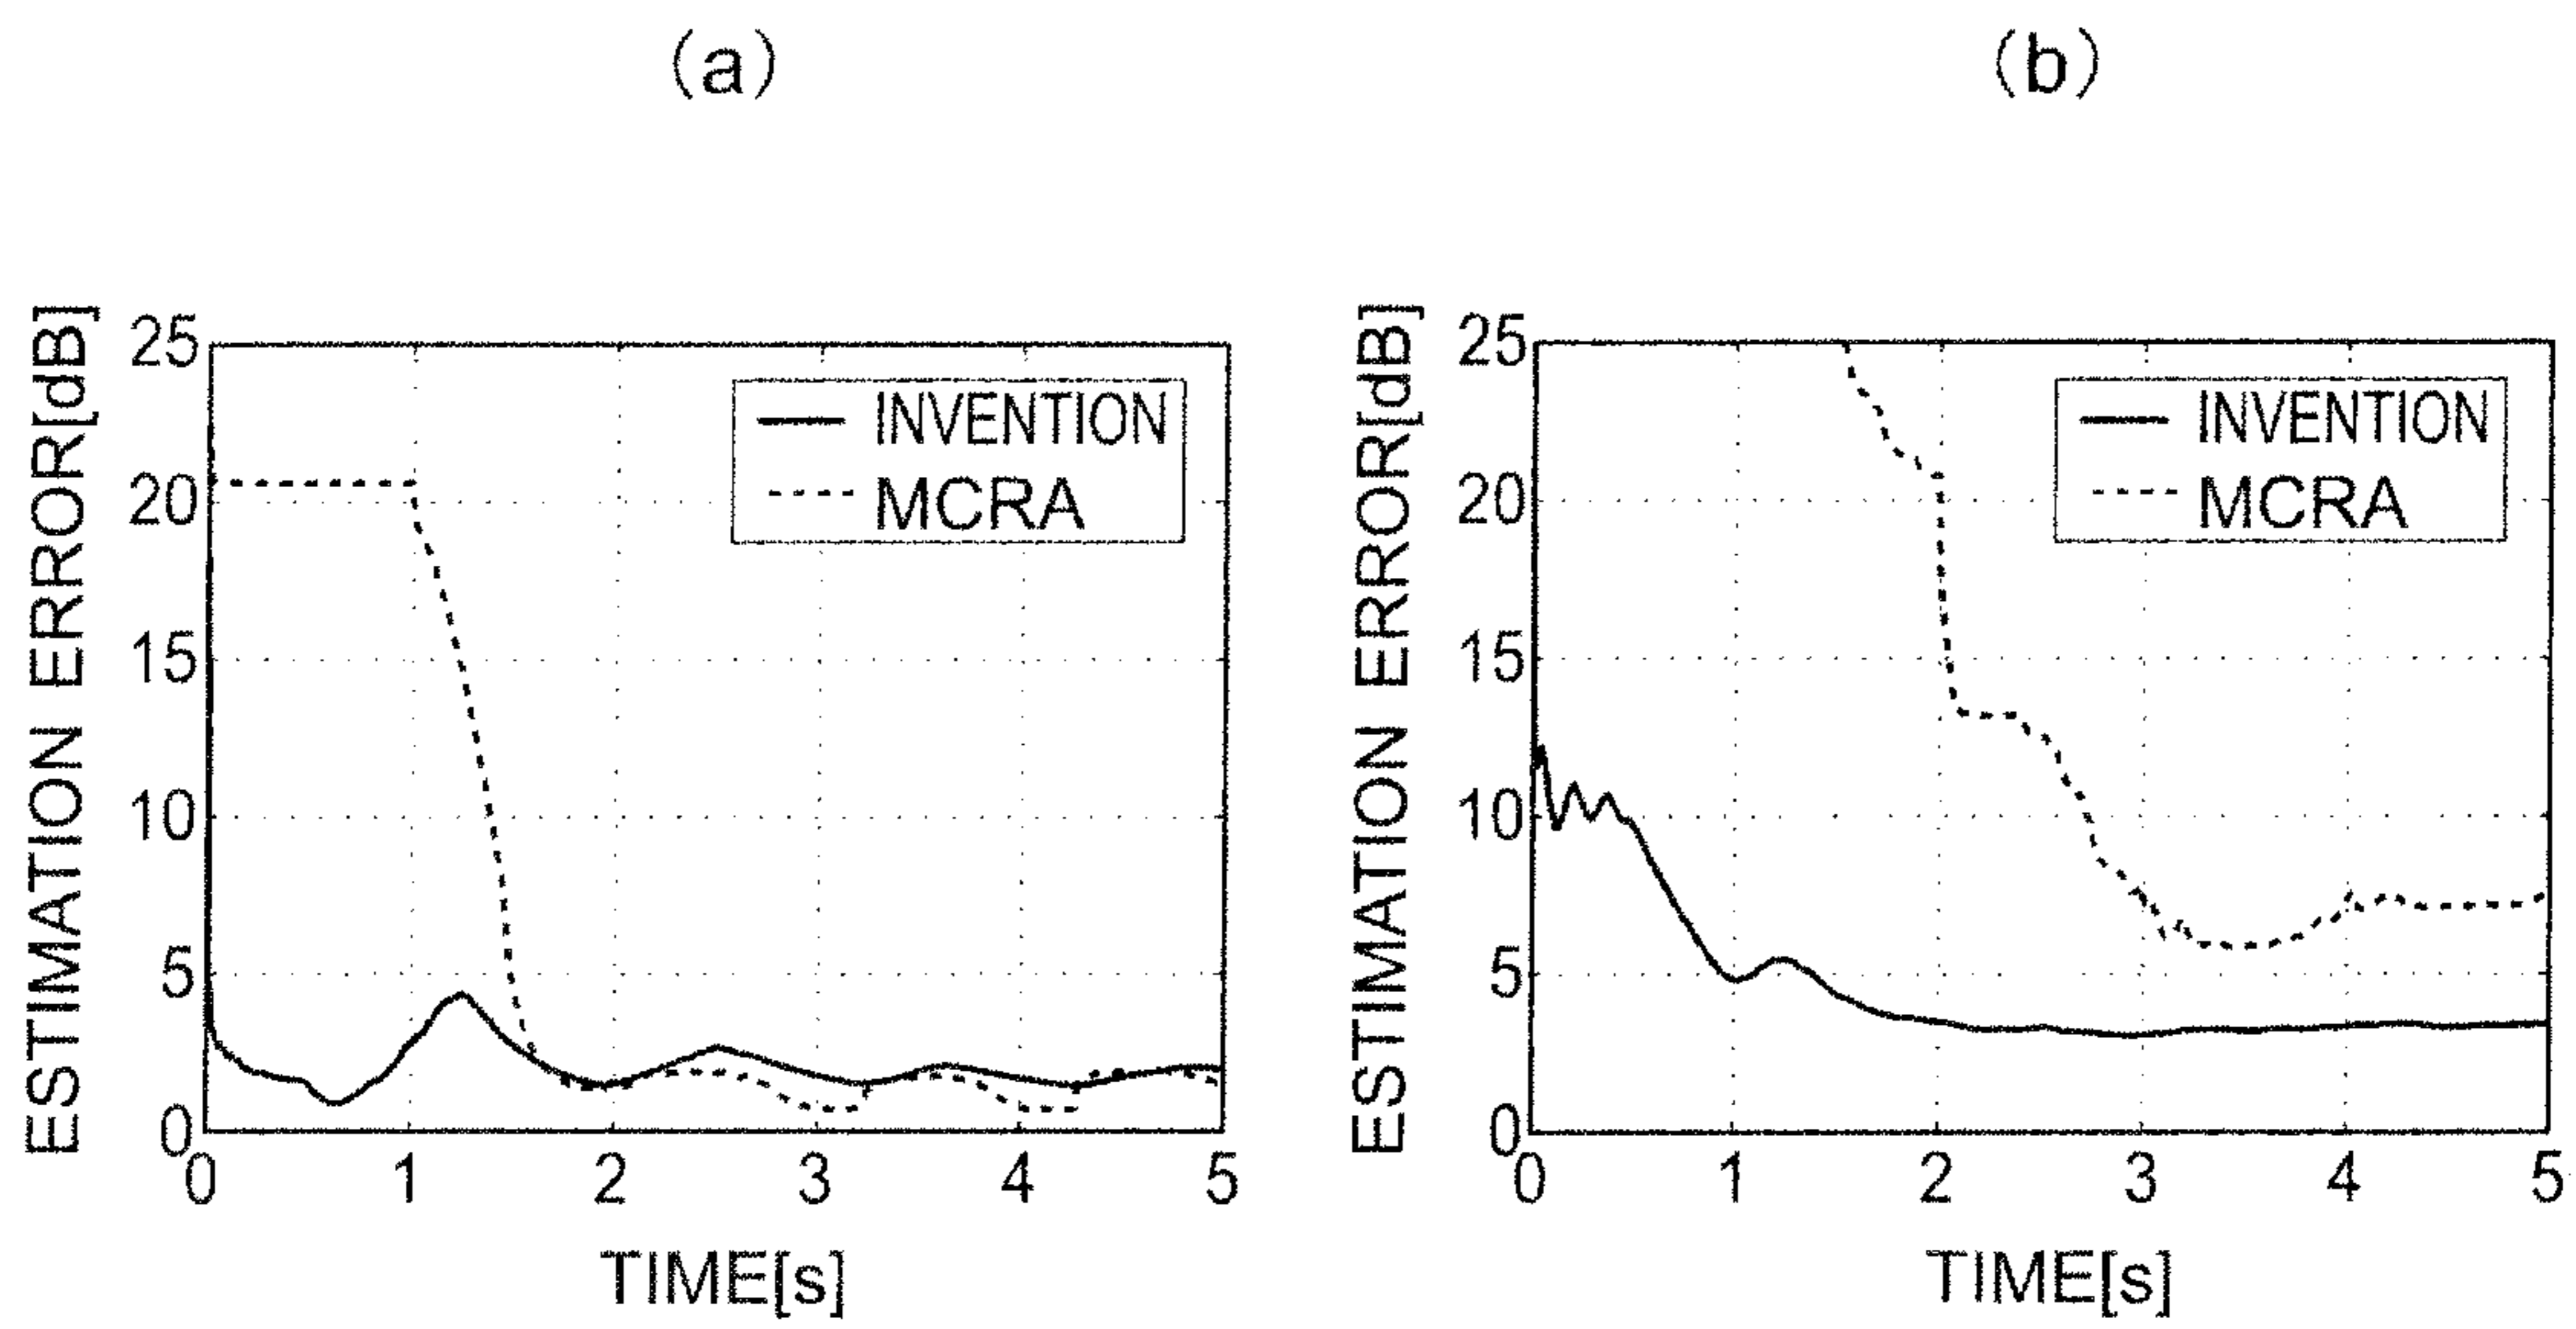 (a)
ESTIMATION ERROR[dB]
25
20
15
10
5
0
INVENTION
MCRA
0 1 2 3 4 5
TIME[s]
(b)
ESTIMATION ERROR[dB]
25
20
15
10
5
0
INVENTION
MCRA
0 1 2 3 4 5
TIME[s]